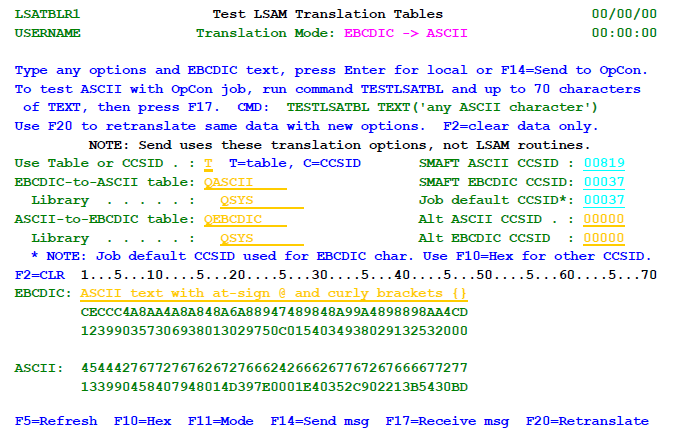 LSATBLR1 Test LSAM Translation Tables 00/00/00
USERNAME Translation Mode: EBCDIC -> ASCII 00:00:00
Type any options and EBCDIC text, press Enter for local or F14=Send to OpCon.
To test ASCII with OpCon job, run command TESTLSATBL and up to 70 characters
of TEXT, then press F17. CMD: TESTLSATBL TEXT('any ASCII character')
Use F20 to retranslate same data with new options. F2=clear data only.
NOTE: Send uses these translation options, not LSAM routines.
Use Table or CCSID . : T T=table, C=CCSID SMAFT ASCII CCSID : 00819
EBCDIC-to-ASCII table: QASCII SMAFT EBCDIC CCSID: 00037
Library . . . . . : QSYS Job default CCSID*: 00037
ASCII-to-EBCDIC table: QEBCDIC Alt ASCII CCSID . : 00000
Library . . . . . : QSYS Alt EBCDIC CCSID : 00000
* NOTE: Job default CCSID used for EBCDIC char. Use F10=Hex for other CCSID.
F2=CLR 1...5...10....5...20....5...30....5...40....5...50....5...60....5...70
EBCDIC: ASCII text with at-sign @ and curly brackets {}
CECCC4A8AA4A8A848A6A88947489848A99A4898898AA4CD
123990357306938013029750C0154034938029132532000
ASCII: 45444276772767626727666242666267767267666677277
133990458407948014D397E0001E40352C902213B5430BD
F5=Refresh F10=Hex F11=Mode F14=Send msg F17=Receive msg F20=Retranslate